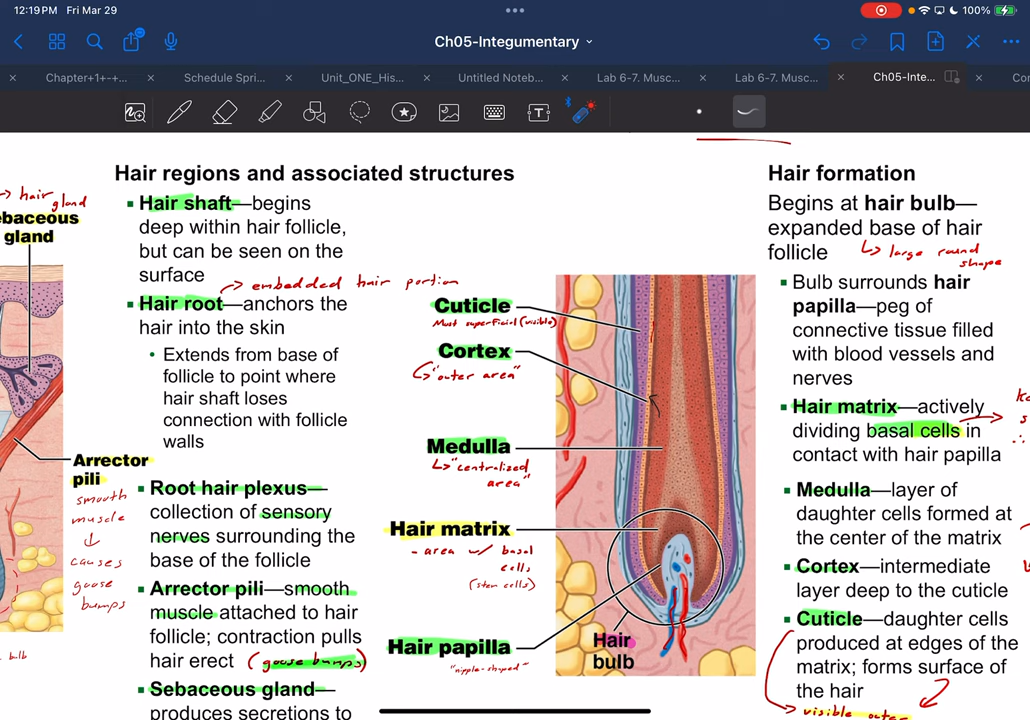 12:19 PM Fri Mar 29
100%
Ch05-Integumentary
Chapter+1+-+...
Schedule Spri...
Unit_ONE_His...
Untitled Noteb...
Lab 6-7. Musc...
Lab 6-7. Musc...
Ch05-Inte...
Hair regions and associated structures
▪ Hair shaft—begins
deep within hair follicle,
but can be seen on the
surface
→ embedded hair portion
▪ Hair root—anchors the
hair into the skin
• Extends from base of
follicle to point where
hair shaft loses
connection with follicle
walls
▪ Root hair plexus—
collection of sensory
nerves surrounding the
base of the follicle
▪ Arrector pili—smooth
muscle attached to hair
follicle; contraction pulls
hair erect (goose bumps)
▪ Sebaceous gland—
produces secretions to
→ hair
gland
ebaceous
gland
Arrector
pili
smooth
muscle
↓
causes
goose
bumps
bulb
Cuticle
Most superficial (visible)
Cortex
↳ "outer area"
Medulla
↳ "centralized
area"
Hair matrix
- area w/ basal
cells
(stem cells)
Hair papilla
"nipple-shaped"
Hair
bulb
Hair formation
Begins at hair bulb—
expanded base of hair
follicle
↳ large round
shape
▪ Bulb surrounds hair
papilla—peg of
connective tissue filled
with blood vessels and
nerves
▪ Hair matrix—actively
dividing basal cells in
contact with hair papilla
▪ Medulla—layer of
daughter cells formed at
the center of the matrix
▪ Cortex—intermediate
layer deep to the cuticle
▪ Cuticle—daughter cells
produced at edges of the
matrix; forms surface of
the hair
visible outer